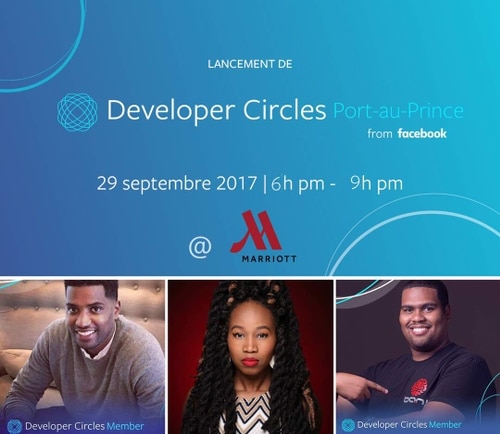 LANCEMENT DE
Developer Circles Port-au-Prince
from facebook
29 septembre 2017 | 6h pm - 9h pm
@
MARRIOTT
Developer Circles Member
Developer Circles Member